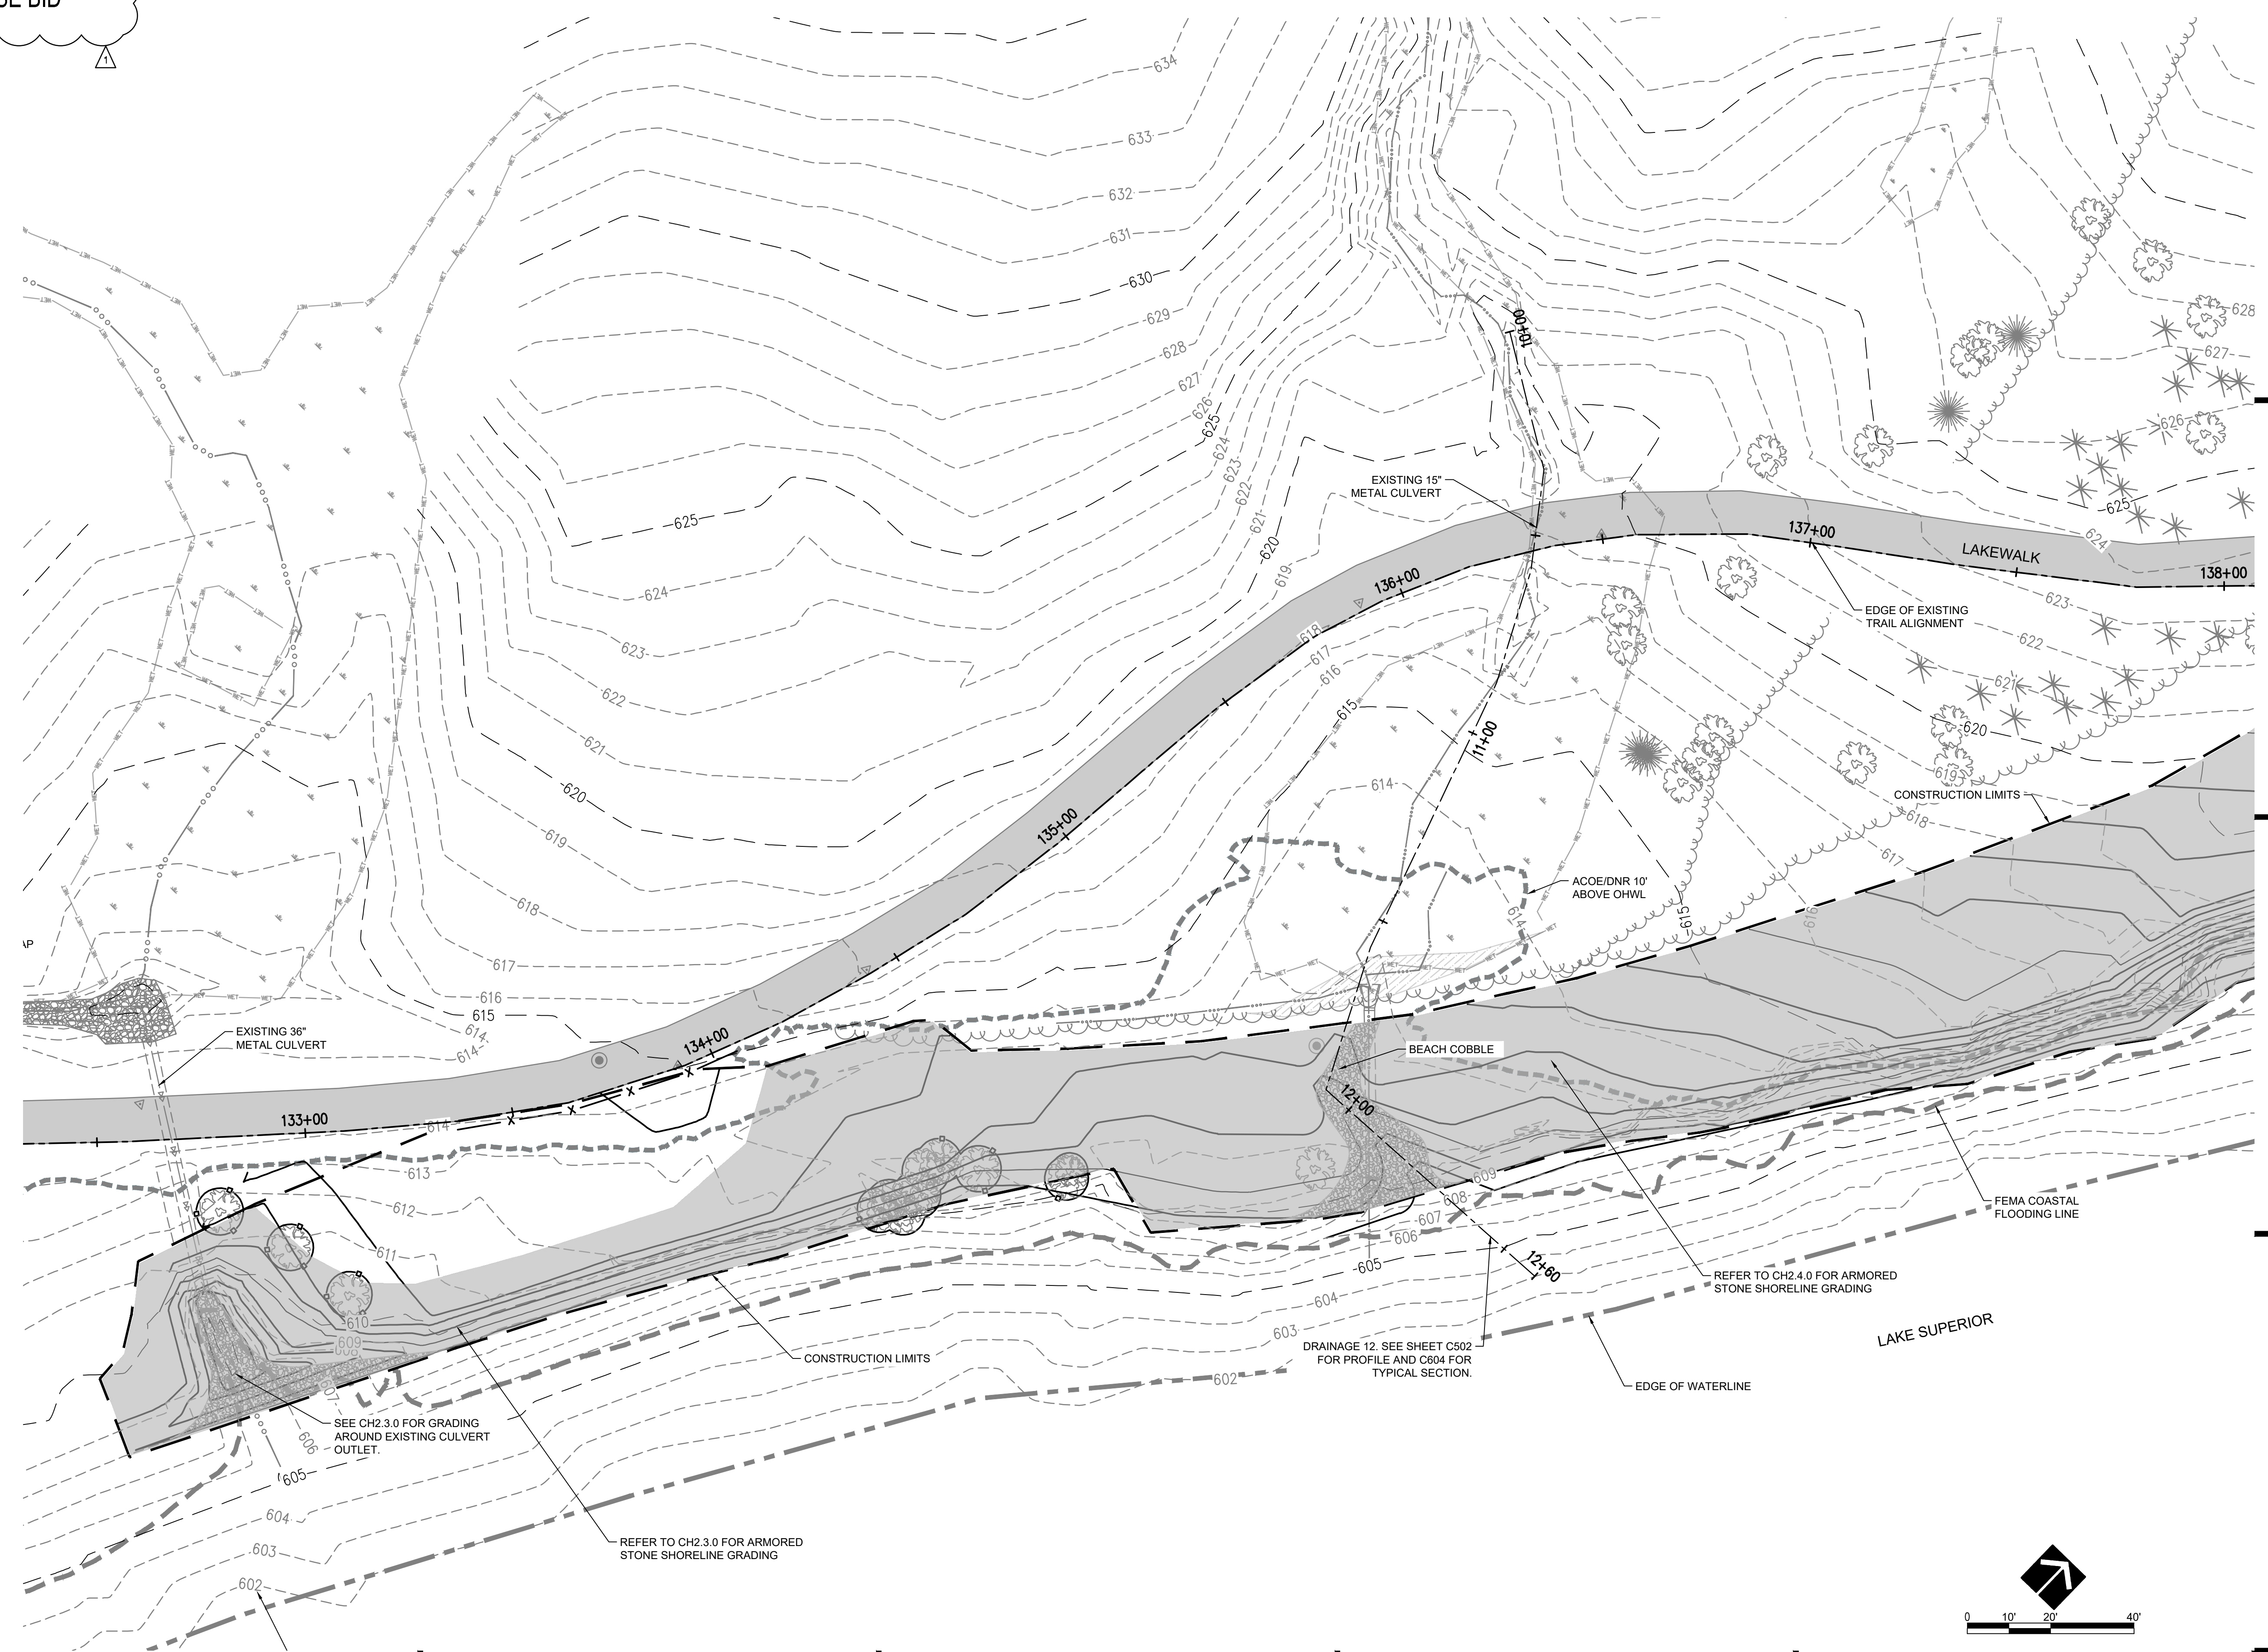 SE BID
1
634
633
632
631
630
629
628
627
626
625
624
623
622
621
620
619
10+00
628
627
626
625
624
EXISTING 15"
METAL CULVERT
137+00
LAKEWALK
138+00
136+00
EDGE OF EXISTING
TRAIL ALIGNMENT
623
622
621
620
619
618
617
625
624
623
622
621
620
619
618
617
616
615
614
614
618
617
616
615
614
11+00
135+00
CONSTRUCTION LIMITS
ACOE/DNR 10'
ABOVE OHWL
614
615
616
AP
EXISTING 36"
METAL CULVERT
134+00
133+00
BEACH COBBLE
12+00
614
613
612
611
610
609
608
607
606
605
604
603
602
609
608
607
606
605
604
603
602
12+60
FEMA COASTAL
FLOODING LINE
REFER TO CH2.4.0 FOR ARMORED
STONE SHORELINE GRADING
LAKE SUPERIOR
DRAINAGE 12. SEE SHEET C502
FOR PROFILE AND C604 FOR
TYPICAL SECTION.
EDGE OF WATERLINE
CONSTRUCTION LIMITS
SEE CH2.3.0 FOR GRADING
AROUND EXISTING CULVERT
OUTLET.
REFER TO CH2.3.0 FOR ARMORED
STONE SHORELINE GRADING
0 10' 20' 40'